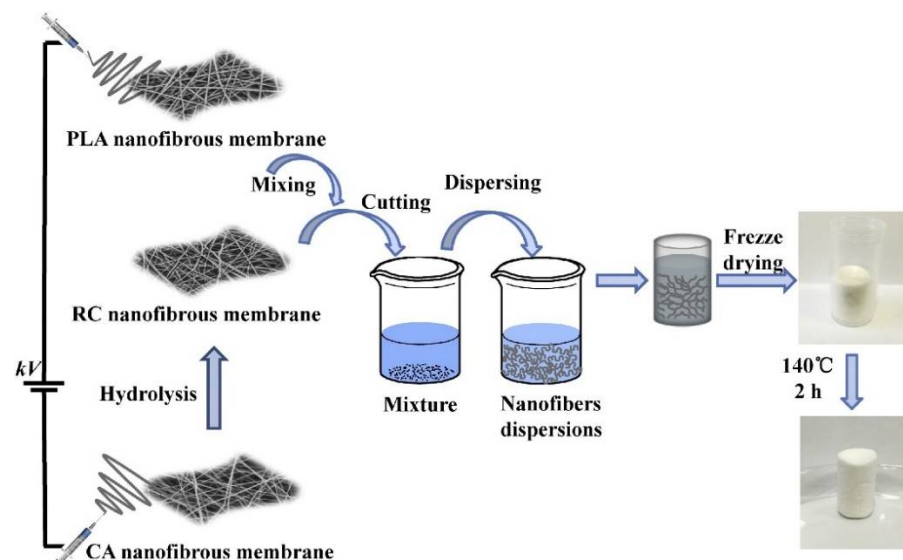 PLA nanofibrous membrane
Mixing
Cutting
Dispersing
Frezze
drying
RC nanofibrous membrane
kV
Hydrolysis
Mixture
Nanofibers
dispersions
140℃
2 h
CA nanofibrous membrane